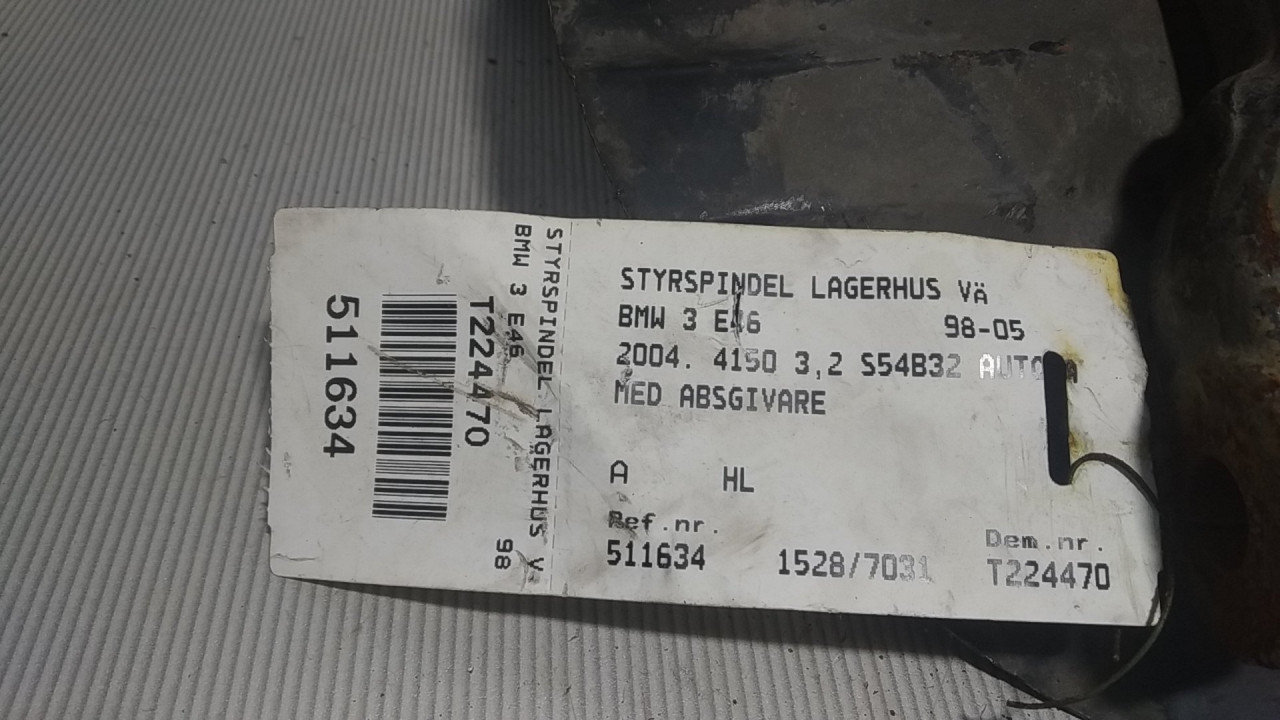 STYRSPINDEL LAGERHUS VÄ
BMW 3 E46 98-05
2004. 4150 3,2 S54B32
MED ABSGIVARE
A HL
Ref.nr. Dem.nr.
511634 1528/7031 T224470
STYRSPINDEL LAGERHUS V
BMW 3 E46 98
T224470
511634